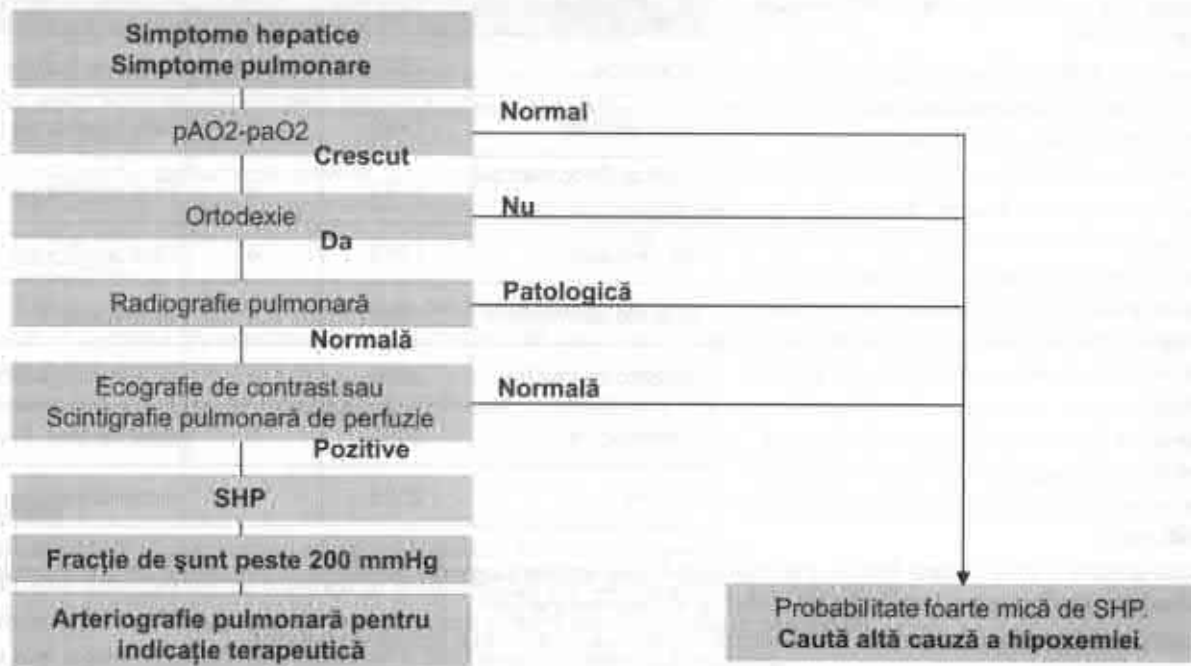 Simptome hepatice
Simptome pulmonare
pAO2-paO2
Normal
Crescut
Ortodexie
Nu
Da
Radiografie pulmonară
Patologică
Normală
Ecografie de contrast sau
Scintigrafie pulmonară de perfuzie
Normală
Pozitive
SHP
Fracție de șunt peste 200 mmHg
Arteriografie pulmonară pentru
indicație terapeutică
Probabilitate foarte mică de SHP.
Caută altă cauză a hipoxemiei.